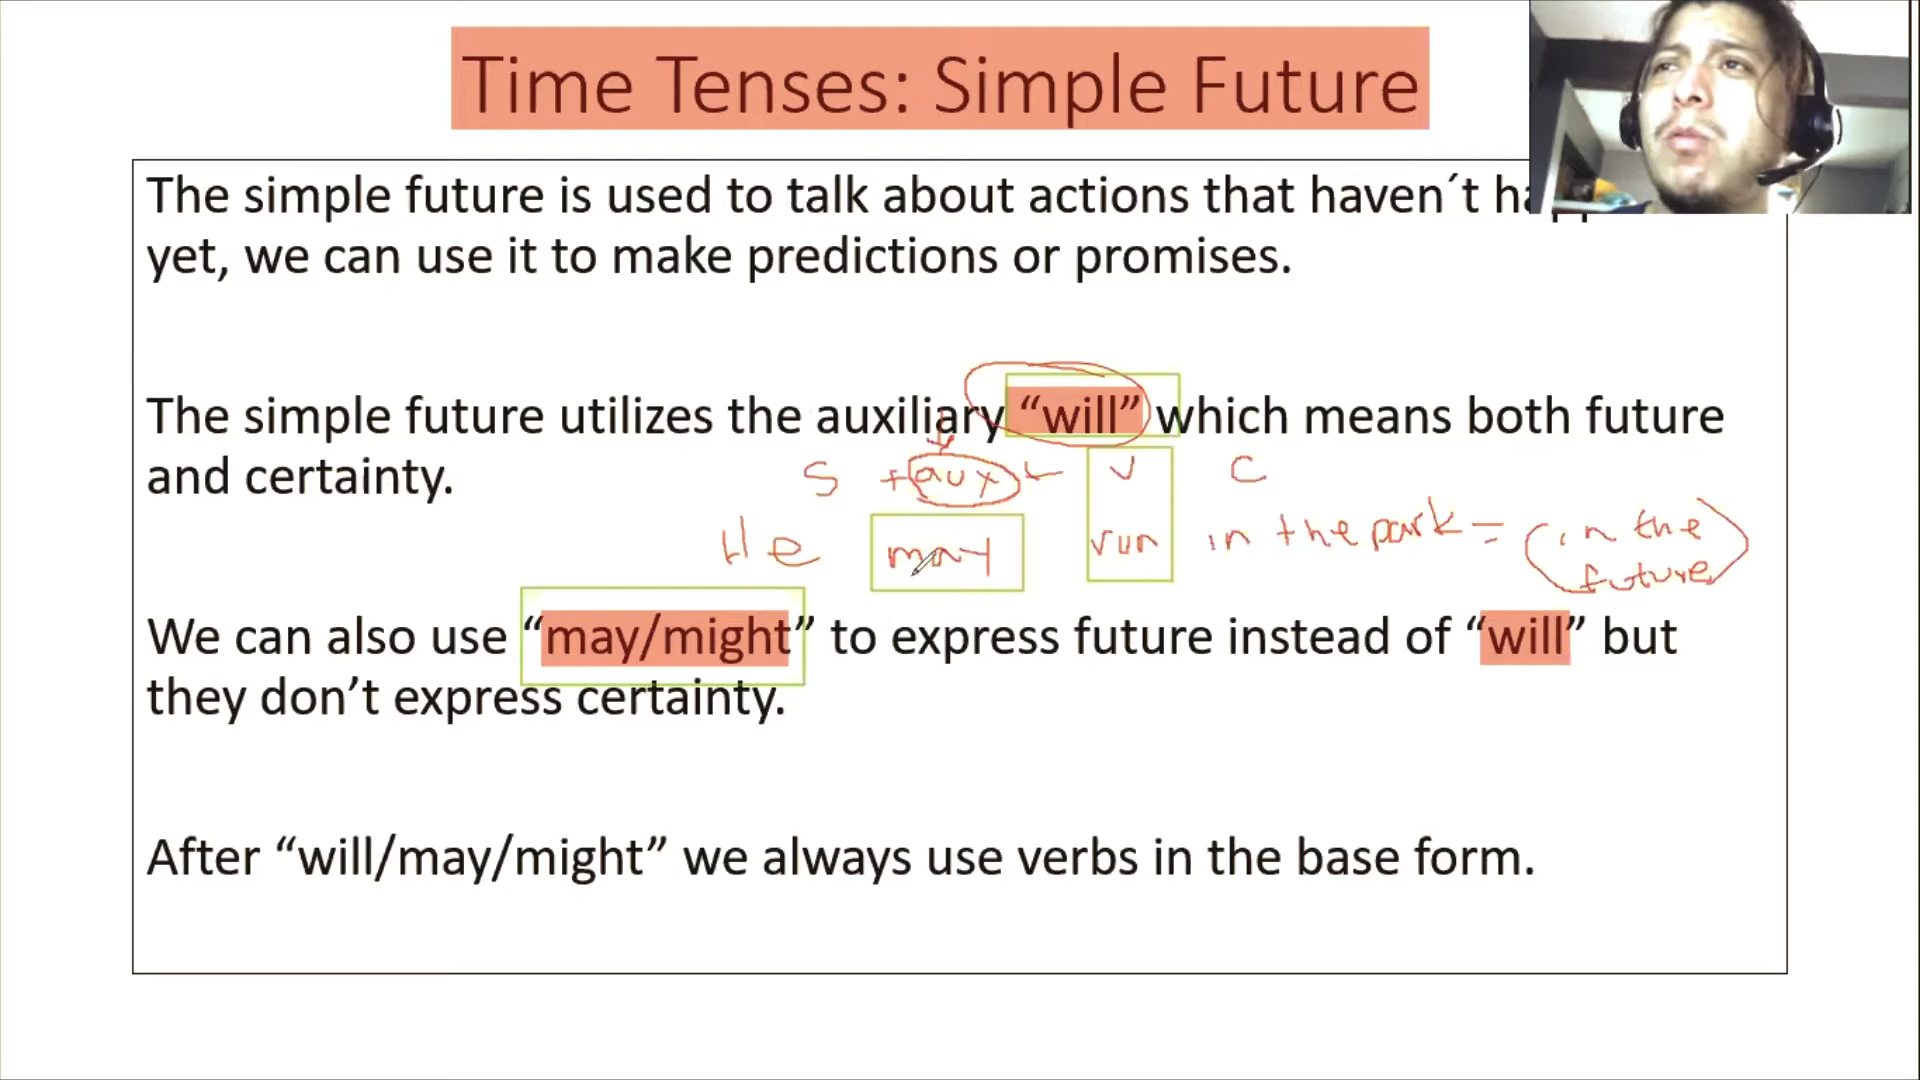 Time Tenses: Simple Future
The simple future is used to talk about actions that haven´t
yet, we can use it to make predictions or promises.
The simple future utilizes the auxiliary “will” which means both future
and certainty.
S + aux + V C
He may run in the park = (in the
future)
We can also use “may/might” to express future instead of “will” but
they don’t express certainty.
After “will/may/might” we always use verbs in the base form.